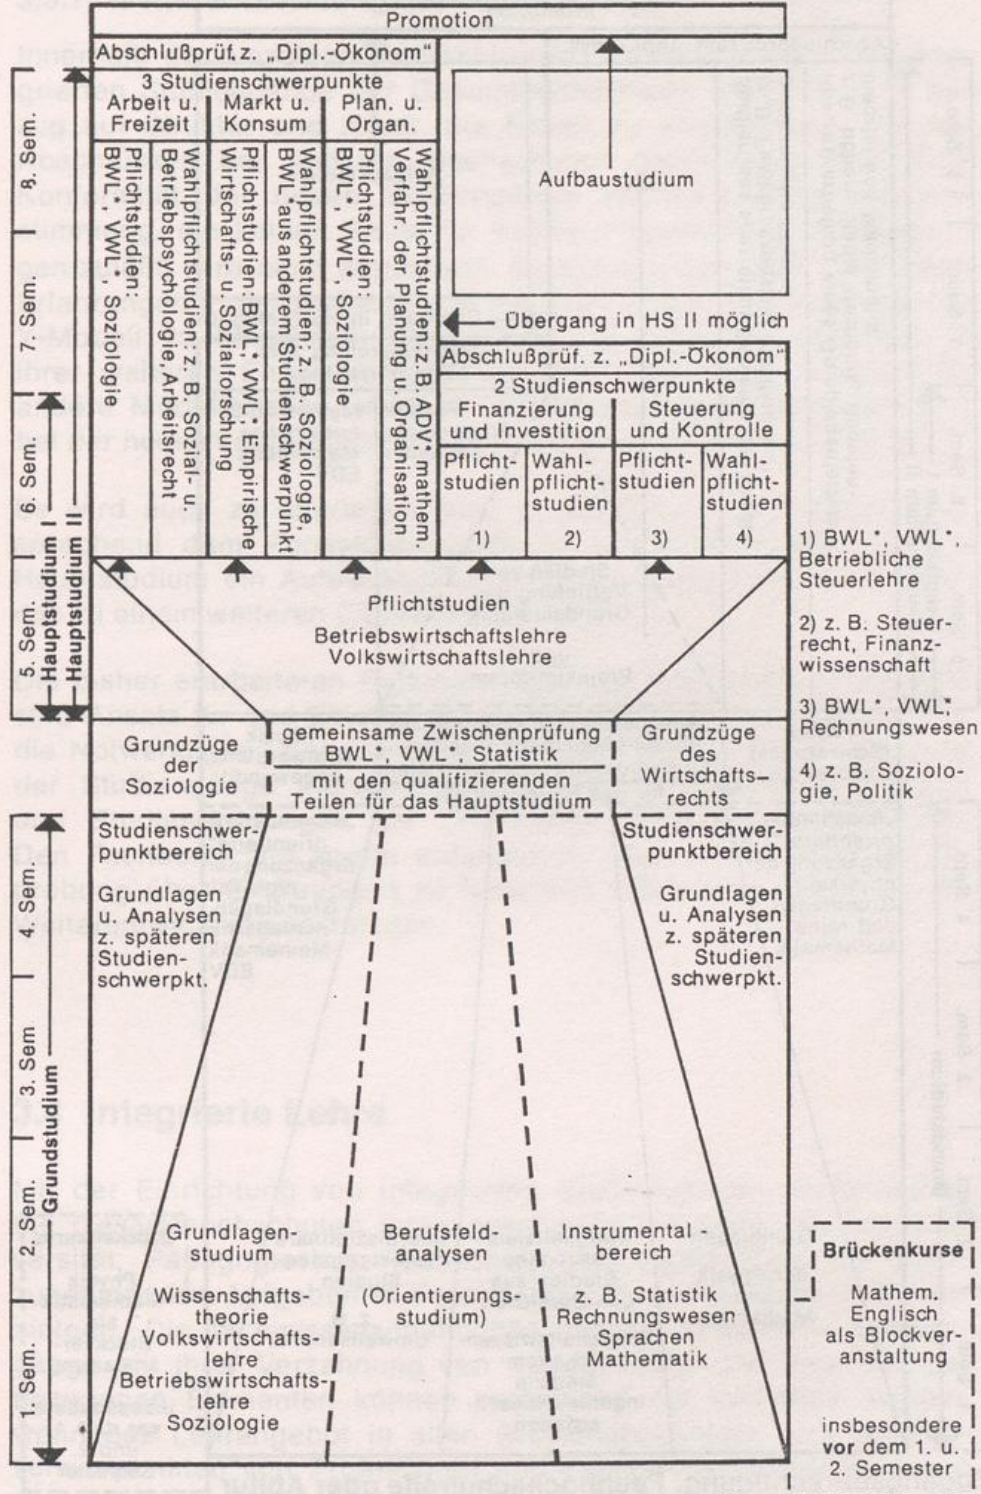 Promotion
Abschlußprüf. z. „Dipl.-Ökonom“
3 Studienschwerpunkte
Arbeit u.
Freizeit
Markt u.
Konsum
Plan. u.
Organ.
Pflichtstudien:
BWL*, VWL*, Soziologie
Wahlpflichtstudien: z. B. Sozial- u.
Betriebspsychologie, Arbeitsrecht
Pflichtstudien: BWL*, VWL*, Empirische
Wirtschafts- u. Sozialforschung
Wahlpflichtstudien: z. B. Soziologie,
BWL* aus anderem Studienschwerpunkt
Pflichtstudien:
BWL*, VWL*, Soziologie
Wahlpflichtstudien: z. B. ADV*, mathem.
Verfahr. der Planung u. Organisation
Aufbaustudium
Übergang in HS II möglich
Abschlußprüf. z. „Dipl.-Ökonom“
2 Studienschwerpunkte
Finanzierung
und Investition
Steuerung
und Kontrolle
Pflicht-
studien
1)
Wahl-
pflicht-
studien
2)
Pflicht-
studien
3)
Wahl-
pflicht-
studien
4)
8. Sem.
7. Sem.
6. Sem.
5. Sem.
Hauptstudium I
Hauptstudium II
Pflichtstudien
Betriebswirtschaftslehre
Volkswirtschaftslehre
1) BWL*, VWL*,
Betriebliche
Steuerlehre
2) z. B. Steuer-
recht, Finanz-
wissenschaft
3) BWL*, VWL*,
Rechnungswesen
4) z. B. Soziolo-
gie, Politik
Grundzüge
der
Soziologie
gemeinsame Zwischenprüfung
BWL*, VWL*, Statistik
mit den qualifizierenden
Teilen für das Hauptstudium
Grundzüge
des
Wirtschafts-
rechts
Studienschwer-
punktbereich
Grundlagen
u. Analysen
z. späteren
Studien-
schwerpkt.
Studienschwer-
punktbereich
Grundlagen
u. Analysen
z. späteren
Studien-
schwerpkt.
4. Sem.
3. Sem.
2. Sem.
1. Sem.
Grundstudium
Grundlagen-
studium
Wissenschafts-
theorie
Volkswirtschafts-
lehre
Betriebswirtschafts-
lehre
Soziologie
Berufsfeld-
analysen
(Orientierungs-
studium)
Instrumental-
bereich
z. B. Statistik
Rechnungswesen
Sprachen
Mathematik
Brückenkurse
Mathem.
Englisch
als Blockver-
anstaltung
insbesondere
vor dem 1. u.
2. Semester